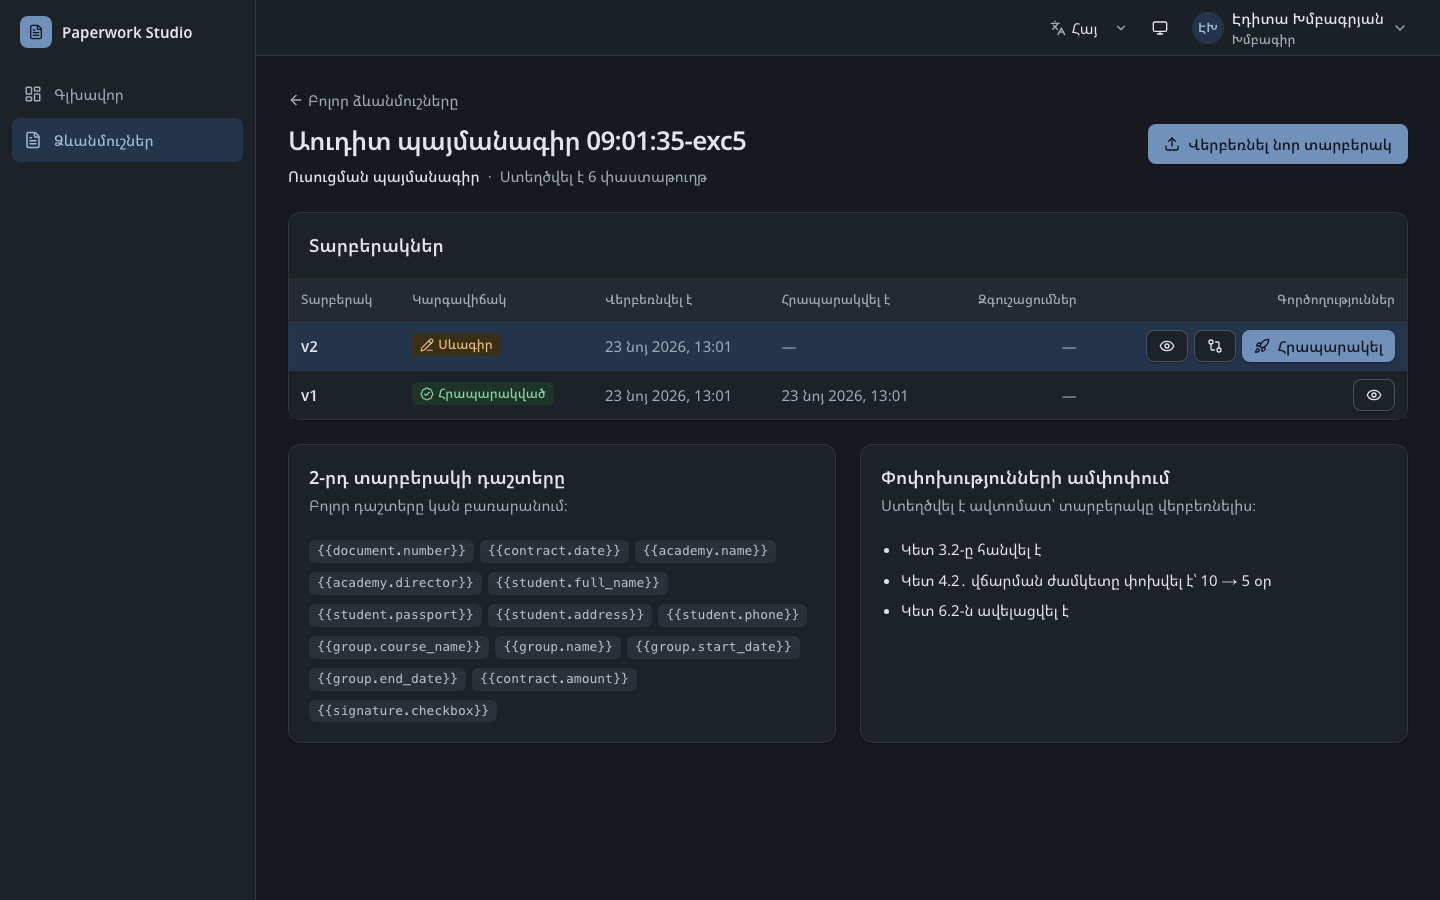 Paperwork Studio
Հայ
ԷԽ
Էդիտա Խմբագրյան
Խմբագիր
Գլխավոր
Ձևանմուշներ
Բոլոր ձևանմուշները
Աուդիտ պայմանագիր 09:01:35-exc5
Վերբեռնել նոր տարբերակ
Ուսուցման պայմանագիր · Ստեղծվել է 6 փաստաթուղթ
Տարբերակներ
Տարբերակ Կարգավիճակ Վերբեռնվել է Հրապարակվել է Զգուշացումներ Գործողություններ
v2 Սևագիր 23 նոյ 2026, 13:01 — — Հրապարակել
v1 Հրապարակված 23 նոյ 2026, 13:01 23 նոյ 2026, 13:01 —
2-րդ տարբերակի դաշտերը
Բոլոր դաշտերը կան բառարանում։
{{document.number}} {{contract.date}} {{academy.name}}
{{academy.director}} {{student.full_name}}
{{student.passport}} {{student.address}} {{student.phone}}
{{group.course_name}} {{group.name}} {{group.start_date}}
{{group.end_date}} {{contract.amount}}
{{signature.checkbox}}
Փոփոխությունների ամփոփում
Ստեղծվել է ավտոմատ՝ տարբերակը վերբեռնելիս։
• Կետ 3.2-ը հանվել է
• Կետ 4.2․ վճարման ժամկետը փոխվել է՝ 10 → 5 օր
• Կետ 6.2-ն ավելացվել է